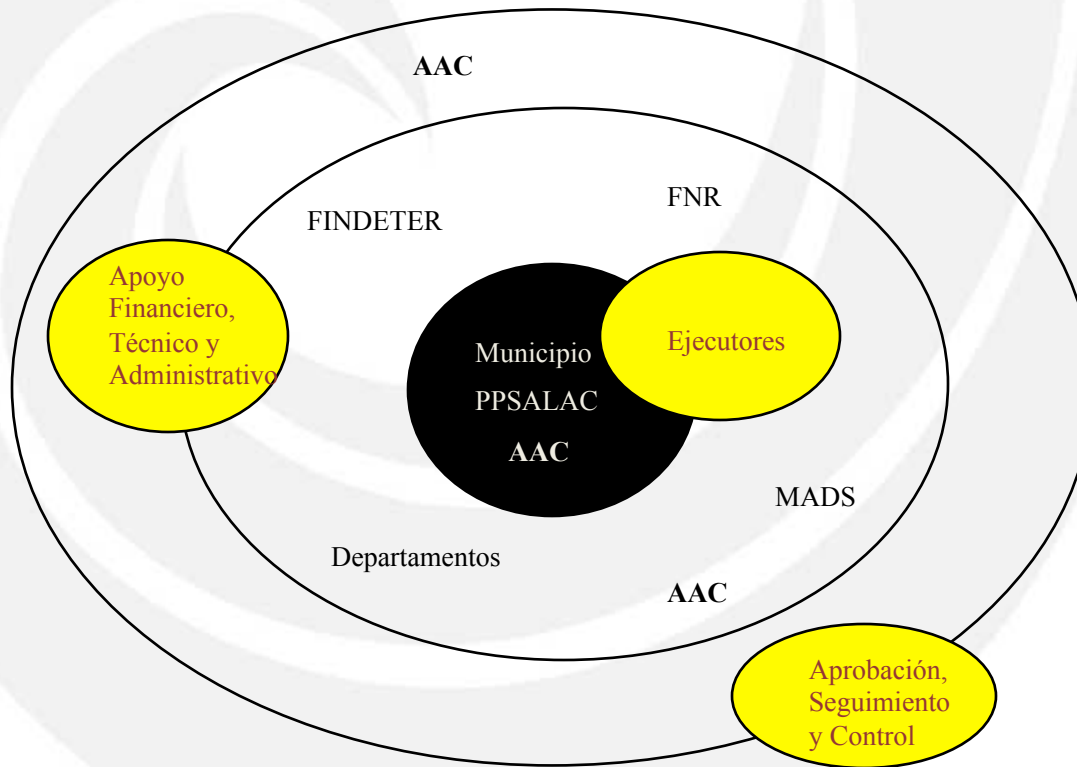 AAC
FNR
FINDETER
Apoyo
Financiero,
Técnico y
Administrativo
Municipio
PPSALAC
AAC
Ejecutores
MADS
Departamentos
AAC
Aprobación,
Seguimiento
y Control